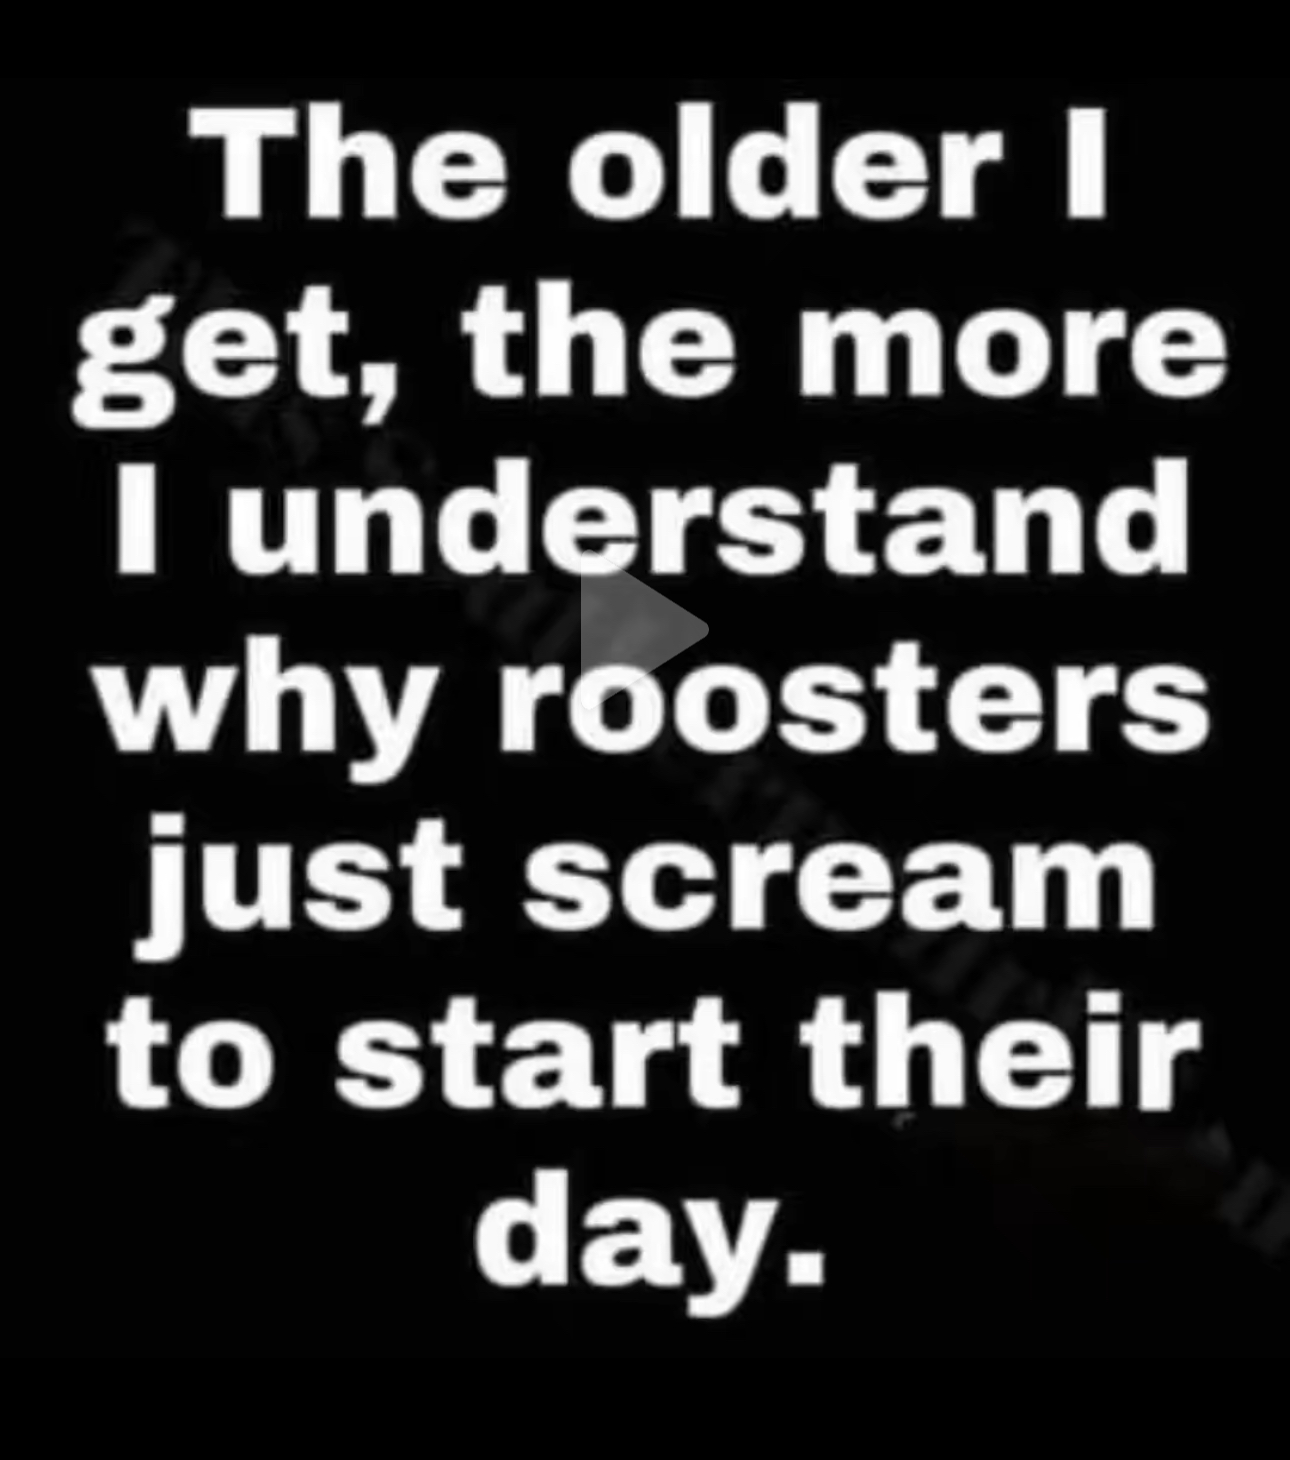 The older I
get, the more
I understand
why roosters
just scream
to start their
day.